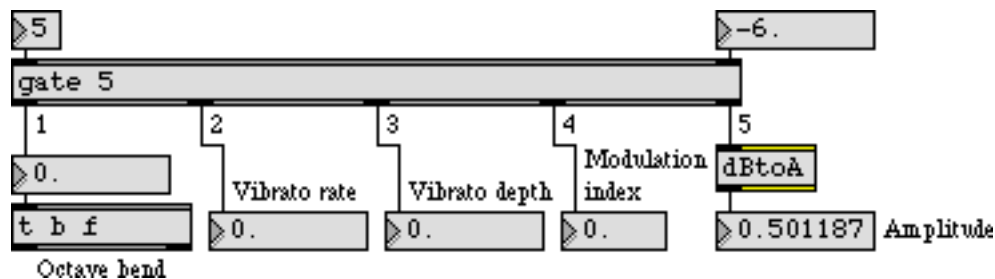 5
-6.
gate 5
1
2
3
4
5
0.
Modulation
index
dBtoA
Vibrato rate
Vibrato depth
t b f
0.
0.
0.
0.501187
Amplitude
Octave bend